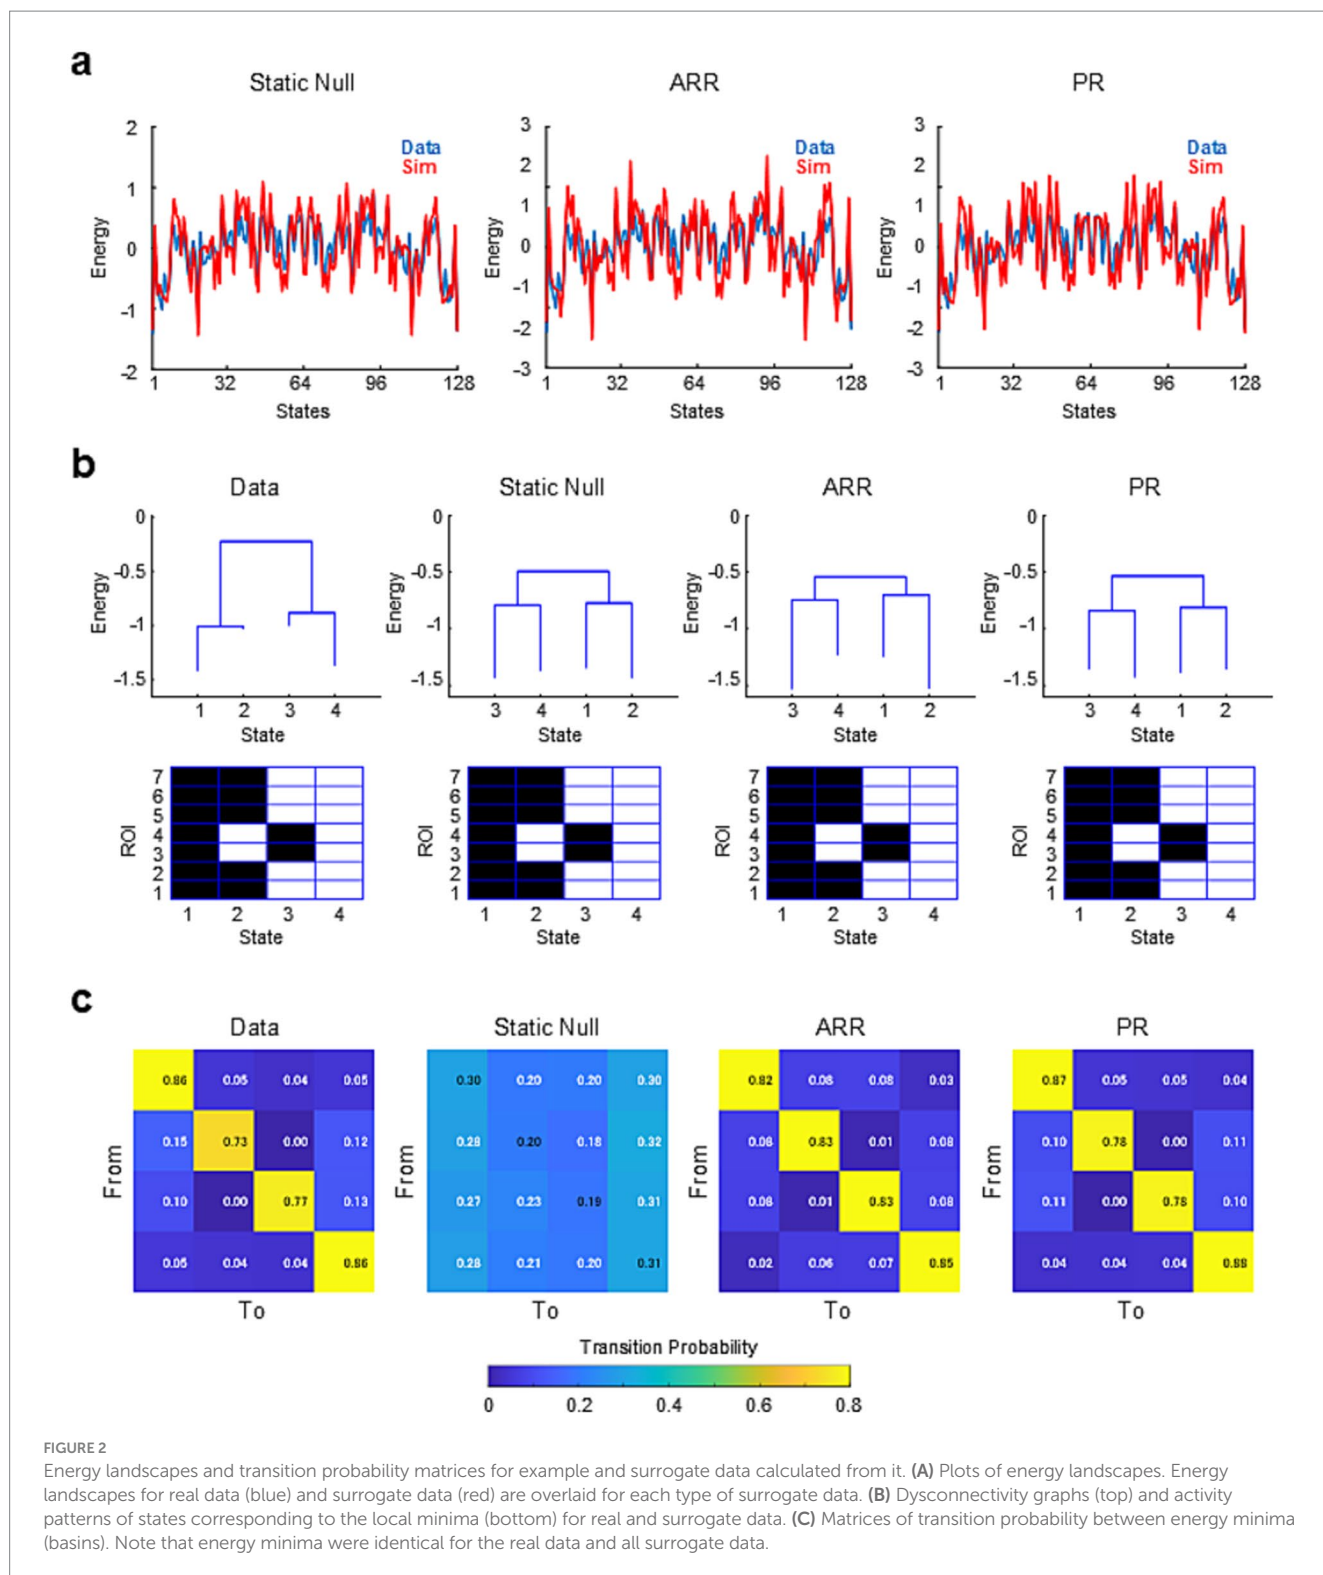 a
Static Null
ARR
PR
2
1
0
-1
-2
Energy
1 32 64 96 128
States
Data
Sim
3
2
1
0
-1
-2
-3
Energy
1 32 64 96 128
States
Data
Sim
3
2
1
0
-1
-2
-3
Energy
1 32 64 96 128
States
Data
Sim
b
Data
Static Null
ARR
PR
0
-0.5
-1
-1.5
Energy
1 2 3 4
State
0
-0.5
-1
-1.5
Energy
3 4 1 2
State
0
-0.5
-1
-1.5
Energy
3 4 1 2
State
0
-0.5
-1
-1.5
Energy
3 4 1 2
State
7
6
5
4
3
2
1
ROI
1 2 3 4
State
7
6
5
4
3
2
1
ROI
1 2 3 4
State
7
6
5
4
3
2
1
ROI
1 2 3 4
State
7
6
5
4
3
2
1
ROI
1 2 3 4
State
c
Data
From
0.86 0.05 0.04 0.05
0.15 0.73 0.00 0.12
0.10 0.00 0.77 0.13
0.05 0.04 0.04 0.86
To
Static Null
From
0.30 0.20 0.20 0.30
0.28 0.20 0.18 0.32
0.27 0.23 0.19 0.31
0.28 0.21 0.20 0.31
To
ARR
From
0.82 0.08 0.08 0.03
0.08 0.83 0.01 0.08
0.08 0.01 0.83 0.08
0.02 0.06 0.07 0.85
To
PR
From
0.87 0.05 0.05 0.04
0.10 0.78 0.00 0.11
0.11 0.00 0.78 0.10
0.04 0.04 0.04 0.88
To
Transition Probability
0 0.2 0.4 0.6 0.8
FIGURE 2
Energy landscapes and transition probability matrices for example and surrogate data calculated from it. (A) Plots of energy landscapes. Energy
landscapes for real data (blue) and surrogate data (red) are overlaid for each type of surrogate data. (B) Dysconnectivity graphs (top) and activity
patterns of states corresponding to the local minima (bottom) for real and surrogate data. (C) Matrices of transition probability between energy minima
(basins). Note that energy minima were identical for the real data and all surrogate data.